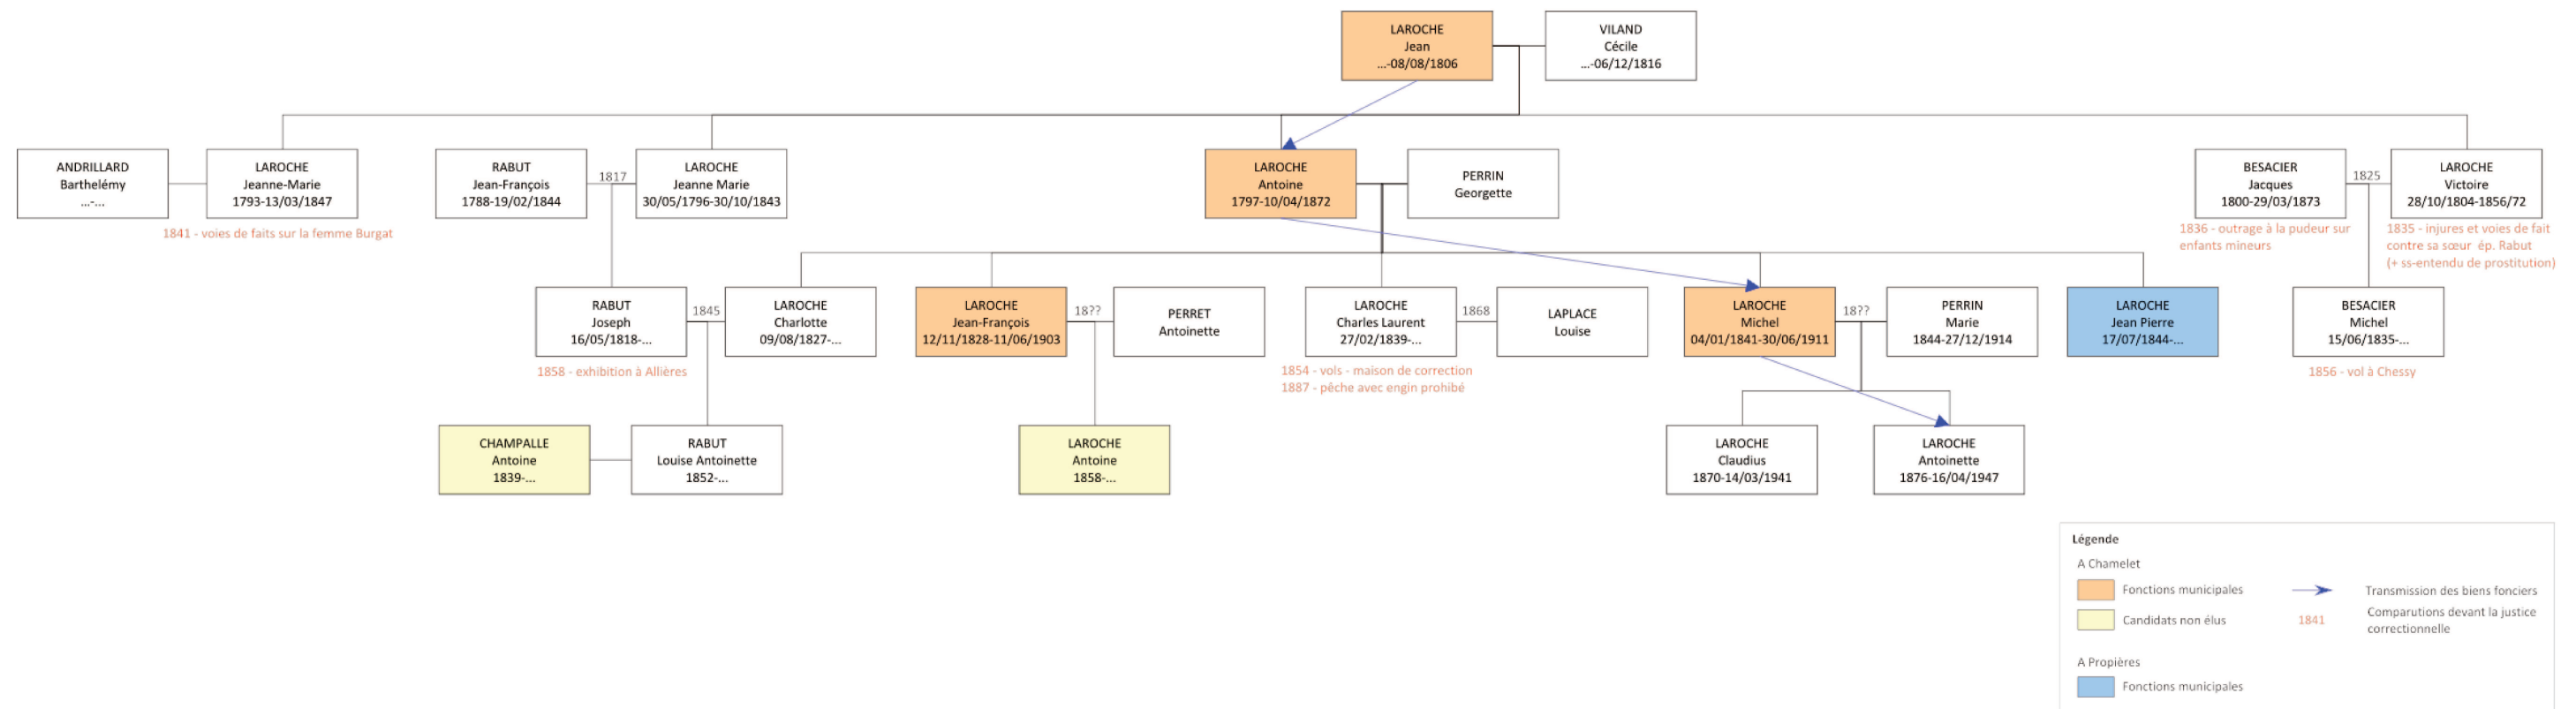 LAROCHE
Jean
...-08/08/1806
VILAND
Cécile
...-06/12/1816
ANDRILLARD
Barthelémy
...-...
LAROCHE
Jeanne-Marie
1793-13/03/1847
1841 - voies de faits sur la femme Burgat
RABUT
Jean-François
1788-19/02/1844
1817
LAROCHE
Jeanne Marie
30/05/1796-30/10/1843
LAROCHE
Antoine
1797-10/04/1872
PERRIN
Georgette
BESACIER
Jacques
1800-29/03/1873
1836 - outrage à la pudeur sur
enfants mineurs
1825
LAROCHE
Victoire
28/10/1804-1856/72
1835 - injures et voies de fait
contre sa sœur ép. Rabut
(+ ss-entendu de prostitution)
RABUT
Joseph
16/05/1818-...
1858 - exhibition à Allières
1845
LAROCHE
Charlotte
09/08/1827-...
LAROCHE
Jean-François
12/11/1828-11/06/1903
18??
PERRET
Antoinette
LAROCHE
Charles Laurent
27/02/1839-...
1854 - vols - maison de correction
1887 - pêche avec engin prohibé
1868
LAPLACE
Louise
LAROCHE
Michel
04/01/1841-30/06/1911
18??
PERRIN
Marie
1844-27/12/1914
LAROCHE
Jean Pierre
17/07/1844-...
BESACIER
Michel
15/06/1835-...
1856 - vol à Chessy
CHAMPALLE
Antoine
1839-...
RABUT
Louise Antoinette
1852-...
LAROCHE
Antoine
1858-...
LAROCHE
Claudius
1870-14/03/1941
LAROCHE
Antoinette
1876-16/04/1947
Légende
A Chamelet
Fonctions municipales
Transmission des biens fonciers
Candidats non élus
1841
Comparutions devant la justice
correctionnelle
A Propières
Fonctions municipales